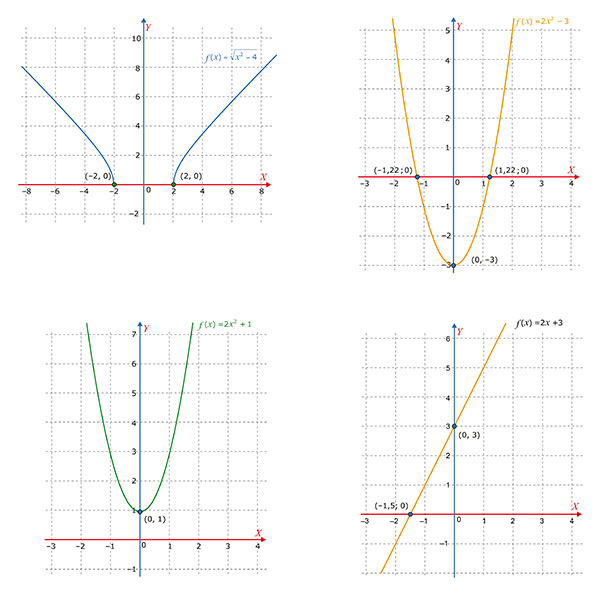 Y
10
f(x) = √x² – 4
8
6
4
2
(–2, 0)
(2, 0)
X
–8 –6 –4 –2 0 2 4 6 8
–2
Y
f(x) =2x² – 3
5
4
3
2
1
(–1,22 ; 0)
(1,22 ; 0)
X
–3 –2 –1 0 1 2 3 4
–1
–2
–3
(0, –3)
Y
f(x) =2x² + 1
7
6
5
4
3
2
1
(0, 1)
X
–3 –2 –1 0 1 2 3 4
–1
Y
f(x) =2x +3
6
5
4
3
(0, 3)
2
1
(–1,5; 0)
X
–3 –2 –1 0 1 2 3 4
–1